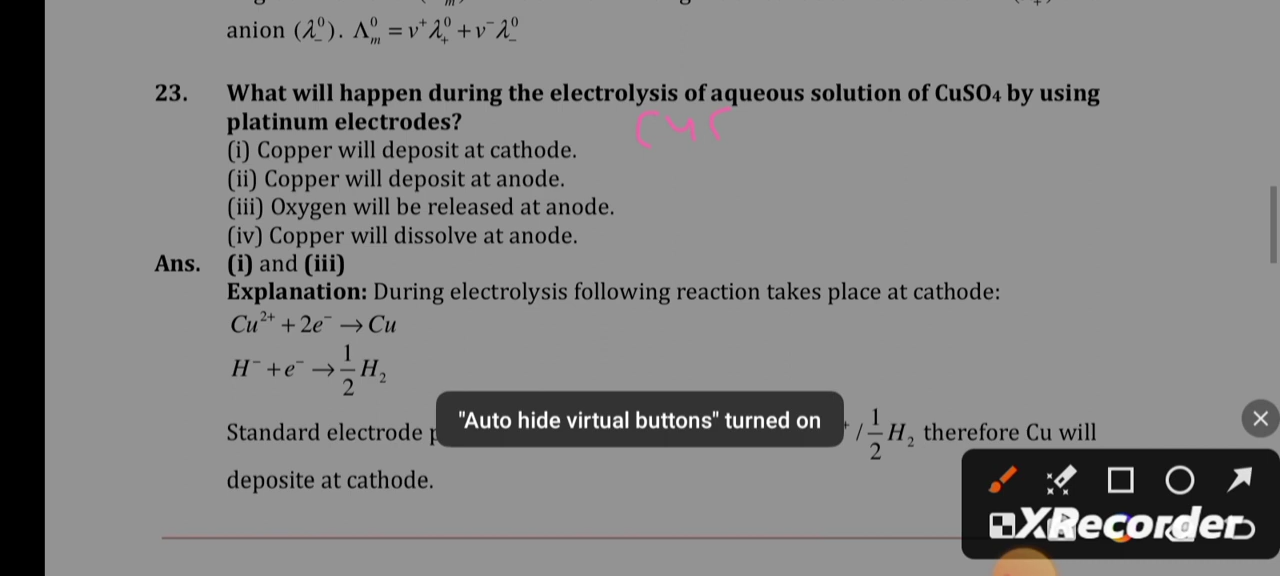 anion (λ₋⁰). Λₘ⁰ = ν⁺λ₊⁰ + ν⁻λ₋⁰
23. What will happen during the electrolysis of aqueous solution of CuSO₄ by using
platinum electrodes?
(i) Copper will deposit at cathode.
(ii) Copper will deposit at anode.
(iii) Oxygen will be released at anode.
(iv) Copper will dissolve at anode.
Ans. (i) and (iii)
Explanation: During electrolysis following reaction takes place at cathode:
Cu²⁺ + 2e⁻ → Cu
H⁻ + e⁻ → 1/2 H₂
Standard electrode
"Auto hide virtual buttons" turned on
/ 1/2 H₂ therefore Cu will
deposite at cathode.
XRecorder